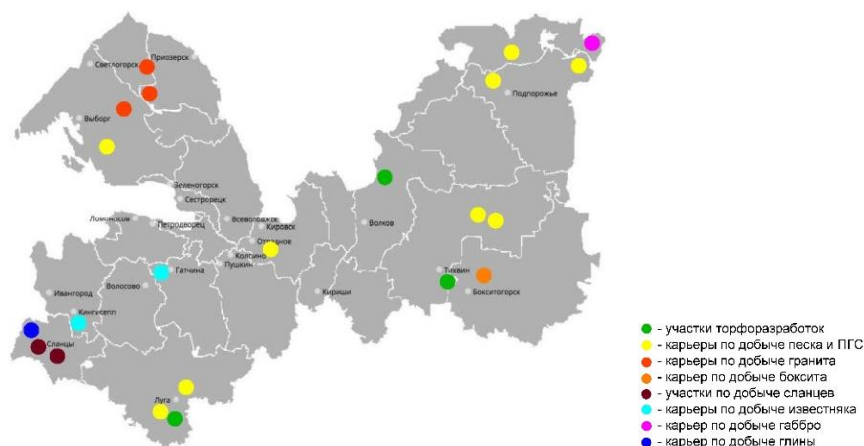 Светлогорск
Приозерск
Выборг
Подпорожье
Зеленогорск
Сестрорецк
Ломоносов
Петродворец
Всеволожск
Кировск
Волхов
Отрадное
Колпино
Пушкин
Гатчина
Тихвин
Волосово
Ивангород
Кириши
Бокситогорск
Кингисепп
Сланцы
Луга
- участки торфоразработок
- карьеры по добыче песка и ПГС
- карьеры по добыче гранита
- карьер по добыче боксита
- участки по добыче сланцев
- карьеры по добыче известняка
- карьер по добыче габбро
- карьер по добыче глины